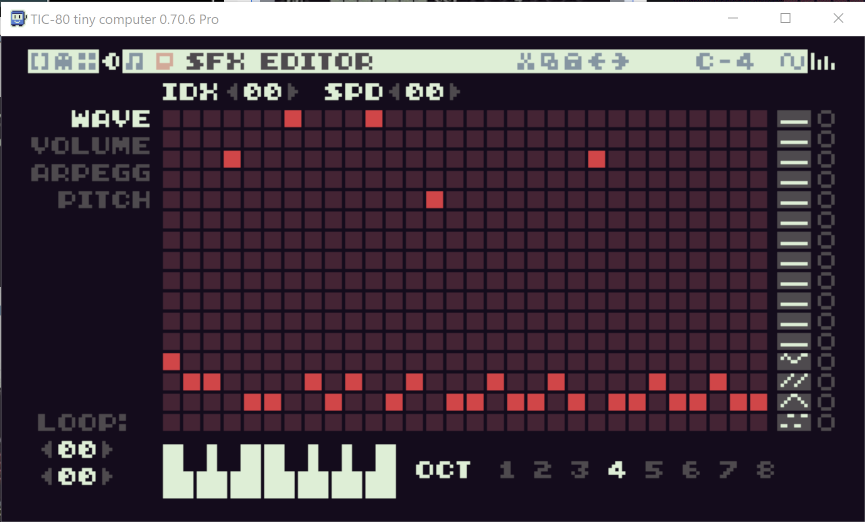 TIC-80 tiny computer 0.70.6 Pro
SFX EDITOR C-4
IDX 00 SPD 00
WAVE
VOLUME
ARPEGG
PITCH
LOOP:
00
00
OCT 1 2 3 4 5 6 7 8